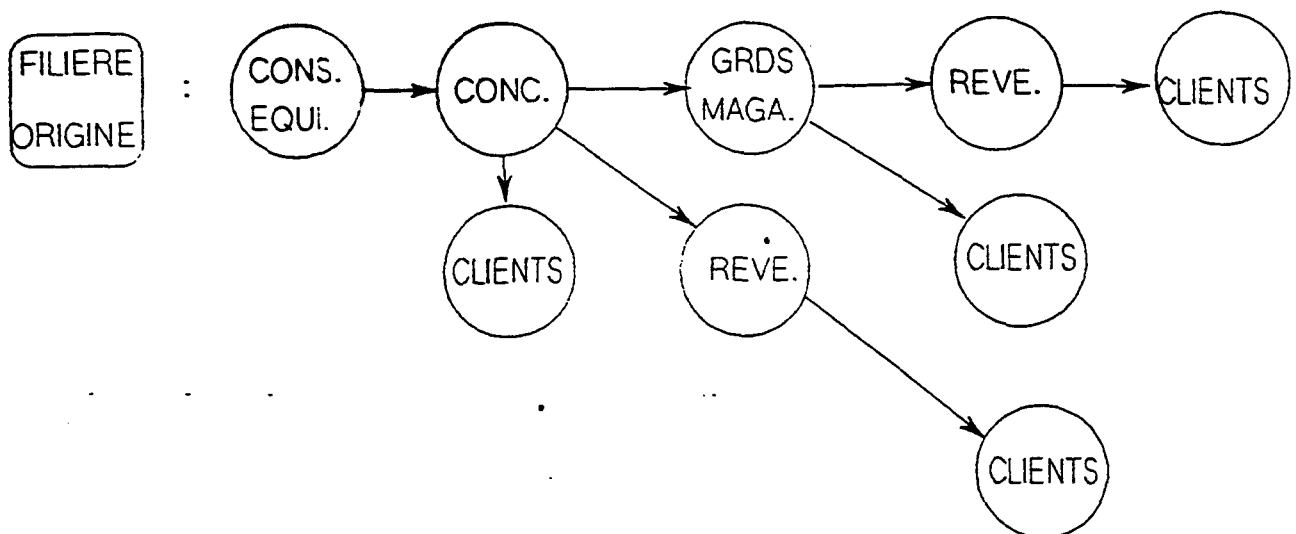 FILIERE
ORIGINE
:
CONS.
EQUI.
CONC.
GRDS
MAGA.
REVE.
CLIENTS
CLIENTS
REVE.
CLIENTS
CLIENTS